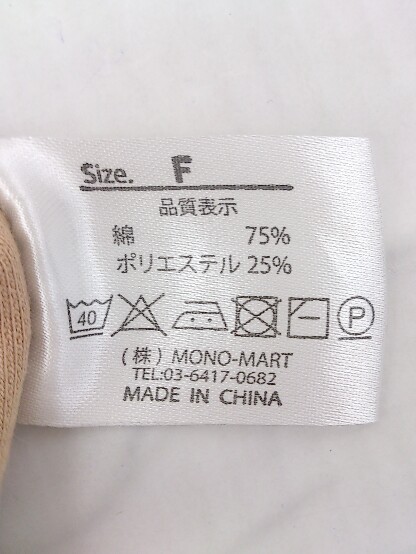 Size. F
品質表示
綿 75%
ポリエステル 25%
40 P
(株) MONO-MART
TEL:03-6417-0682
MADE IN CHINA